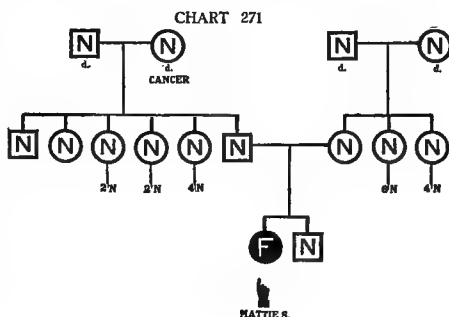 CHART 271
N N N N
d. d. d. d.
CANCER
N N N N N N N N N
2 N 2 N 4 N 6 N 4 N
F N
MATTIE S.